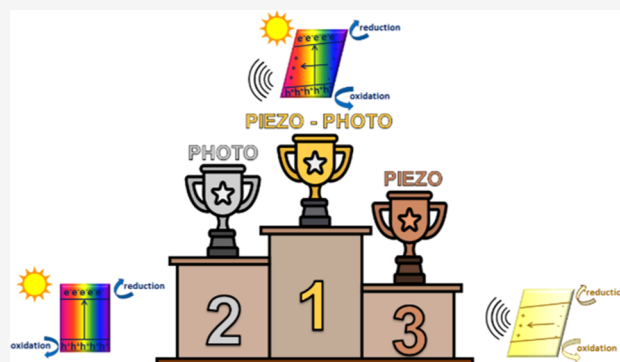 reduction
e⁻e⁻e⁻e⁻e⁻
h⁺h⁺h⁺h⁺h⁺
oxidation
PIEZO - PHOTO
PHOTO
PIEZO
1
2
3
reduction
e⁻e⁻e⁻e⁻e⁻
oxidation
h⁺h⁺h⁺h⁺h⁺
reduction
oxidation